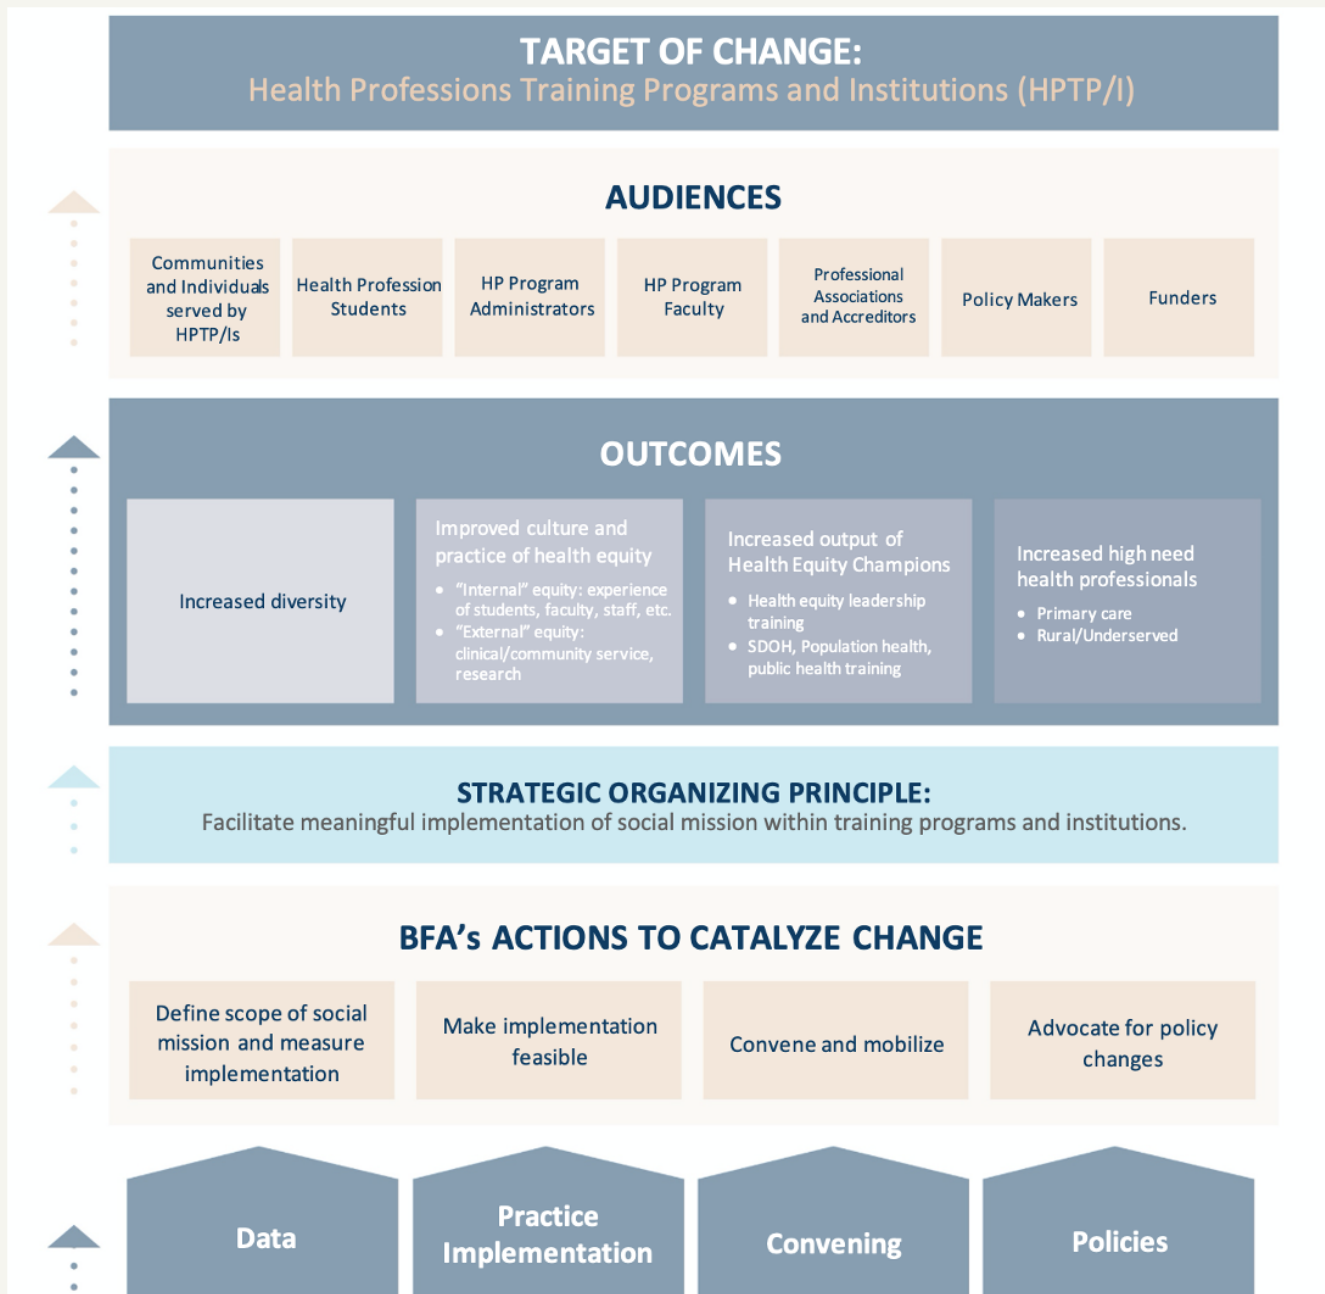 TARGET OF CHANGE:
Health Professions Training Programs and Institutions (HPTP/I)
AUDIENCES
Communities
and Individuals
served by
HPTP/Is
Health Profession
Students
HP Program
Administrators
HP Program
Faculty
Professional
Associations
and Accreditors
Policy Makers
Funders
OUTCOMES
Increased diversity
Improved culture and
practice of health equity
• “Internal” equity: experience
of students, faculty, staff, etc.
• “External” equity:
clinical/community service,
research
Increased output of
Health Equity Champions
• Health equity leadership
training
• SDOH, Population health,
public health training
Increased high need
health professionals
• Primary care
• Rural/Underserved
STRATEGIC ORGANIZING PRINCIPLE:
Facilitate meaningful implementation of social mission within training programs and institutions.
BFA’s ACTIONS TO CATALYZE CHANGE
Define scope of social
mission and measure
implementation
Make implementation
feasible
Convene and mobilize
Advocate for policy
changes
Data
Practice
Implementation
Convening
Policies